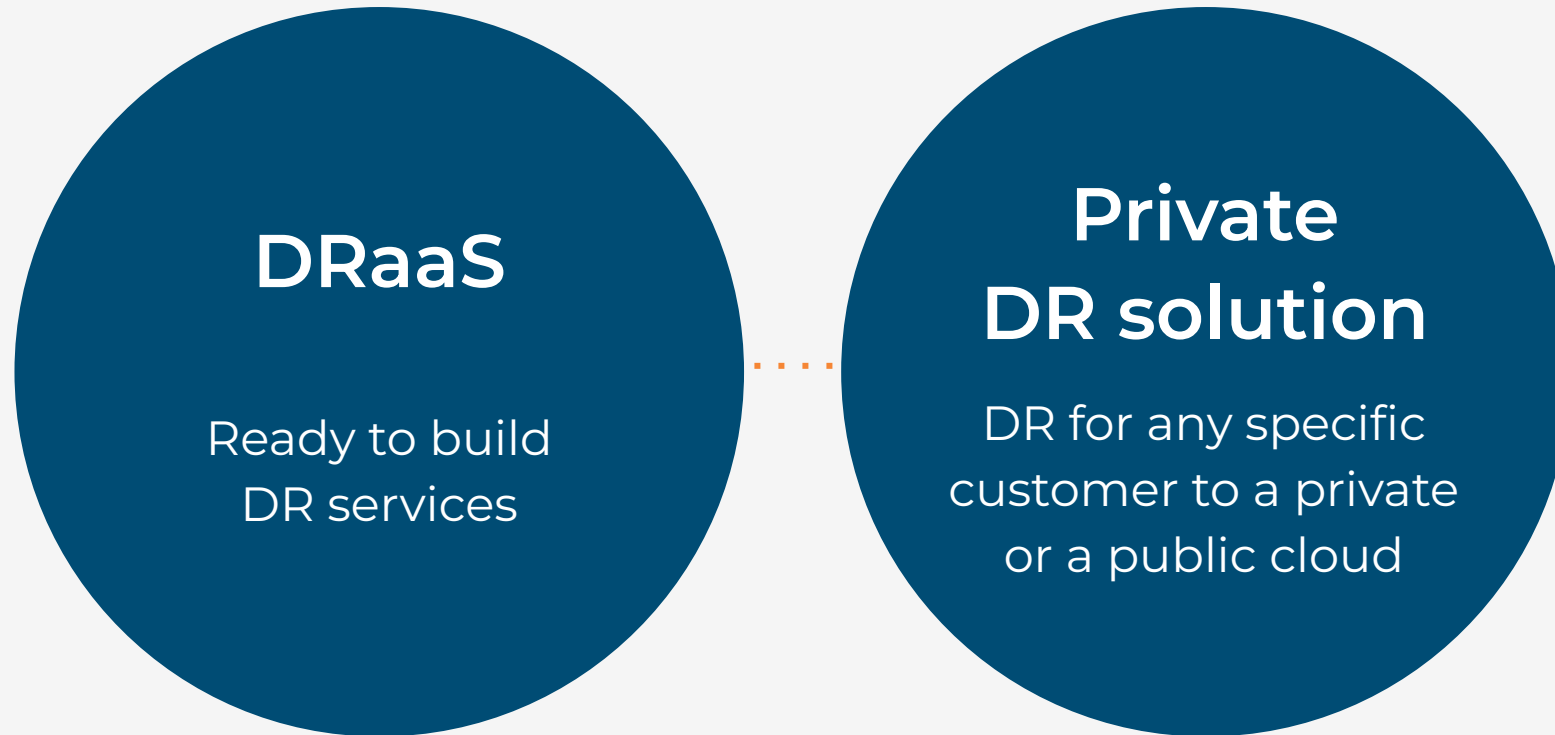 DRaaS
Ready to build
DR services
Private
DR solution
DR for any specific
customer to a private
or a public cloud